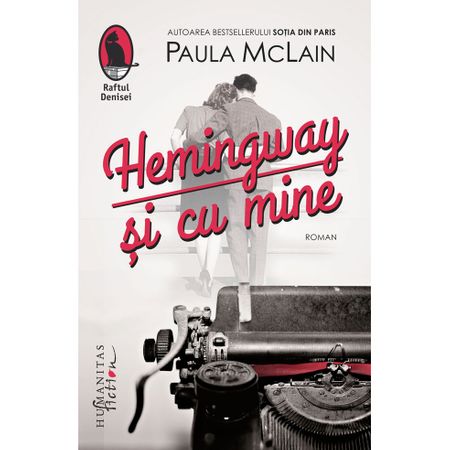 AUTOAREA BESTSELLERULUI SOȚIA DIN PARIS
PAULA McLAIN
Raftul
Denisei
Hemingway
și cu mine
ROMAN
HUMANITAS
fiction